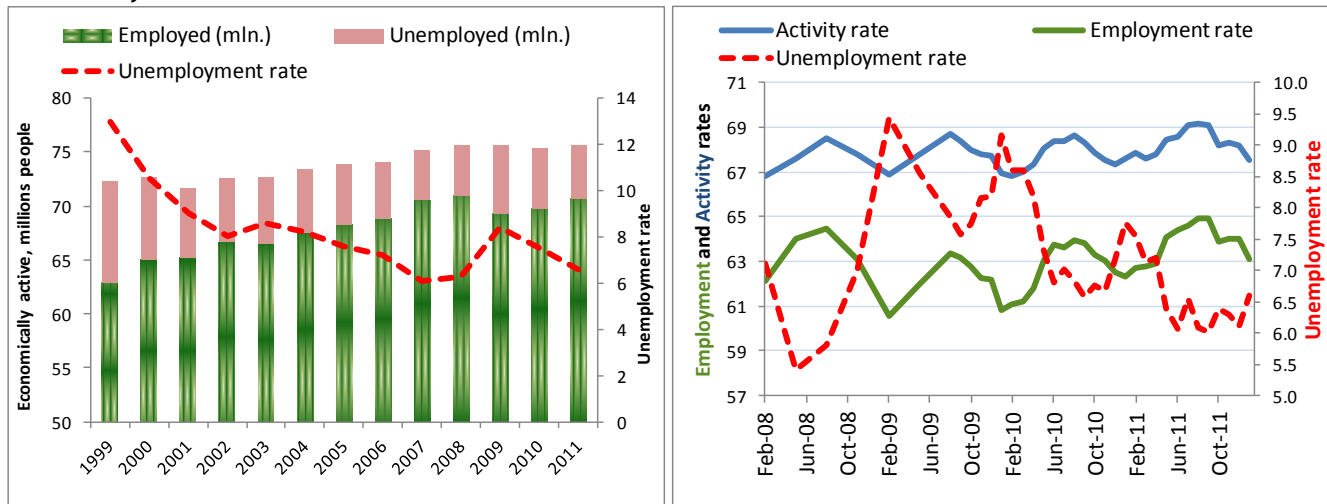 Employed (mln.)
Unemployed (mln.)
Unemployment rate
Economically active, millions people
80
75
70
65
60
55
50
14
12
10
8
6
4
2
0
Unemployment rate
1999
2000
2001
2002
2003
2004
2005
2006
2007
2008
2009
2010
2011
Activity rate
Employment rate
Unemployment rate
Employment and Activity rates
71
69
67
65
63
61
59
57
10.0
9.5
9.0
8.5
8.0
7.5
7.0
6.5
6.0
5.5
5.0
Unemployment rate
Feb-08
Jun-08
Oct-08
Feb-09
Jun-09
Oct-09
Feb-10
Jun-10
Oct-10
Feb-11
Jun-11
Oct-11